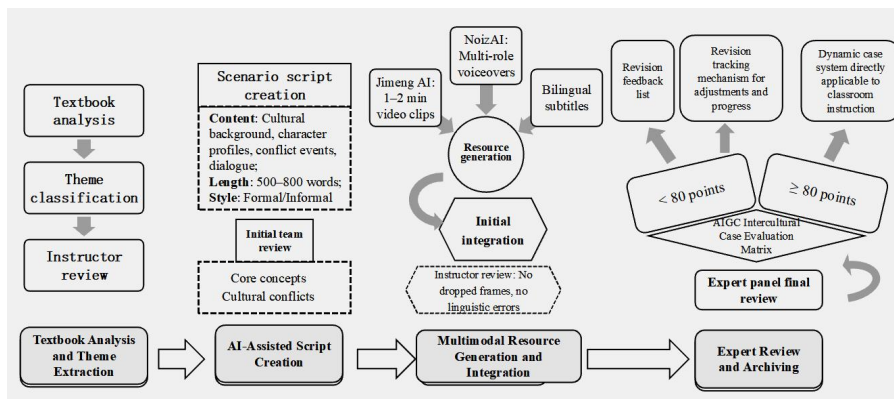 Textbook
analysis
Theme
classification
Instructor
review
Scenario script
creation
Content: Cultural
background, character
profiles, conflict events,
dialogue;
Length: 500–800 words;
Style: Formal/Informal
Initial team
review
Core concepts
Cultural conflicts
Jimeng AI:
1–2 min
video clips
NoizAI:
Multi-role
voiceovers
Bilingual
subtitles
Resource
generation
Initial
integration
Instructor review: No
dropped frames, no
linguistic errors
Revision
feedback
list
Revision
tracking
mechanism for
adjustments and
progress
Dynamic case
system directly
applicable to
classroom
instruction
< 80 points
≥ 80 points
AIGC Intercultural
Case Evaluation
Matrix
Expert panel final
review
Textbook Analysis
and Theme
Extraction
AI-Assisted Script
Creation
Multimodal Resource
Generation and
Integration
Expert Review
and Archiving